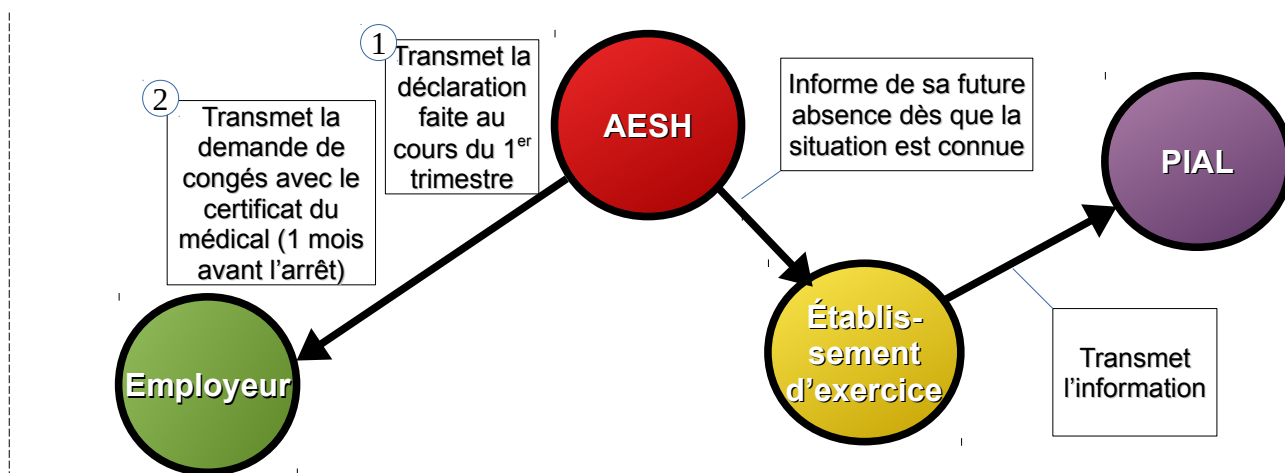 1
Transmet la
déclaration
faite au
cours du 1er
trimestre
2
Transmet la
demande de
congés avec le
certificat du
médical (1 mois
avant l’arrêt)
AESH
Informe de sa future
absence dès que la
situation est connue
PIAL
Employeur
Établis-
sement
d’exercice
Transmet
l’information